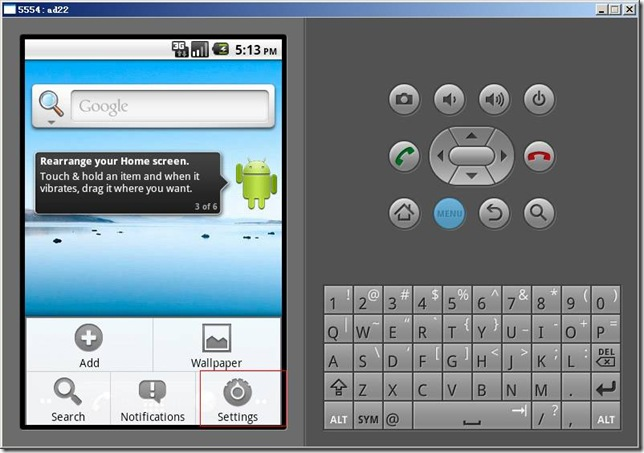 5554:ad22
3G
5:13 PM
Google
Rearrange your Home screen.
Touch & hold an item and when it
vibrates, drag it where you want.
3 of 6
Add
Wallpaper
Search
Notifications
Settings
MENU
1 ! 2 @ 3 # 4 $ 5 % 6 ^ 7 & 8 * 9 ( 0 )
Q | W ~ E “ R ` T { Y } U _ I - O + P =
A S \ D ' F [ G ] H < J > K ; L : DEL
Z X C V B N M .
ALT SYM @ / ? , ALT